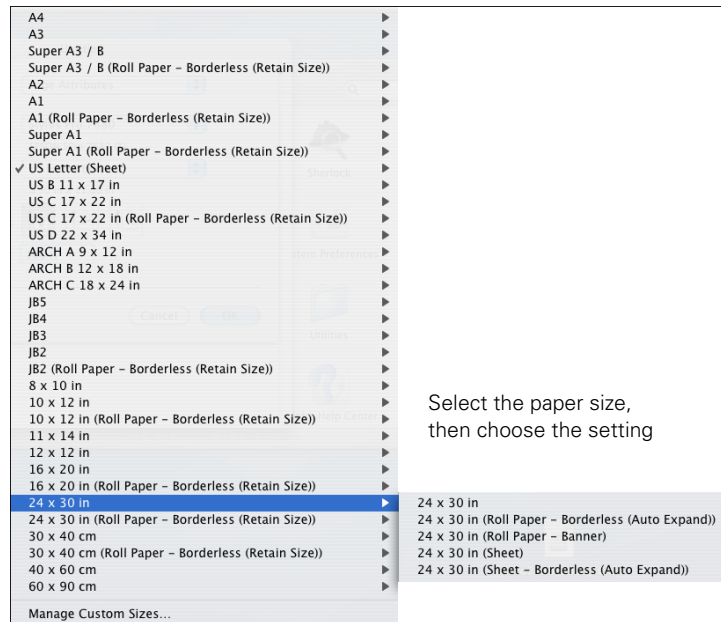 A4
A3
Super A3 / B
Super A3 / B (Roll Paper – Borderless (Retain Size))
A2
A1
A1 (Roll Paper – Borderless (Retain Size))
Super A1
Super A1 (Roll Paper – Borderless (Retain Size))
✓ US Letter (Sheet)
Sherlock
US B 11 x 17 in
US C 17 x 22 in
US C 17 x 22 in (Roll Paper – Borderless (Retain Size))
US D 22 x 34 in
ARCH A 9 x 12 in
System Preferences
ARCH B 12 x 18 in
ARCH C 18 x 24 in
JB5
JB4
Cancel OK
JB3
Utilities
JB2
JB2 (Roll Paper – Borderless (Retain Size))
8 x 10 in
10 x 12 in
10 x 12 in (Roll Paper – Borderless (Retain Size))
Help Center
11 x 14 in
12 x 12 in
16 x 20 in
16 x 20 in (Roll Paper – Borderless (Retain Size))
24 x 30 in
24 x 30 in (Roll Paper – Borderless (Retain Size))
30 x 40 cm
30 x 40 cm (Roll Paper – Borderless (Retain Size))
40 x 60 cm
60 x 90 cm
Manage Custom Sizes...
Select the paper size,
then choose the setting
24 x 30 in
24 x 30 in (Roll Paper – Borderless (Auto Expand))
24 x 30 in (Roll Paper – Banner)
24 x 30 in (Sheet)
24 x 30 in (Sheet – Borderless (Auto Expand))